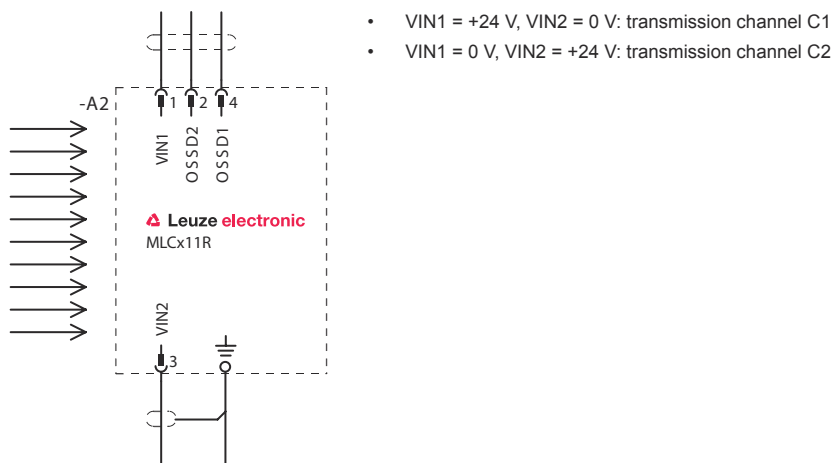 • VIN1 = +24 V, VIN2 = 0 V: transmission channel C1
• VIN1 = 0 V, VIN2 = +24 V: transmission channel C2
-A2
1 2 4
VIN1 OSSD2 OSSD1
Leuze electronic
MLCx11R
VIN2
3